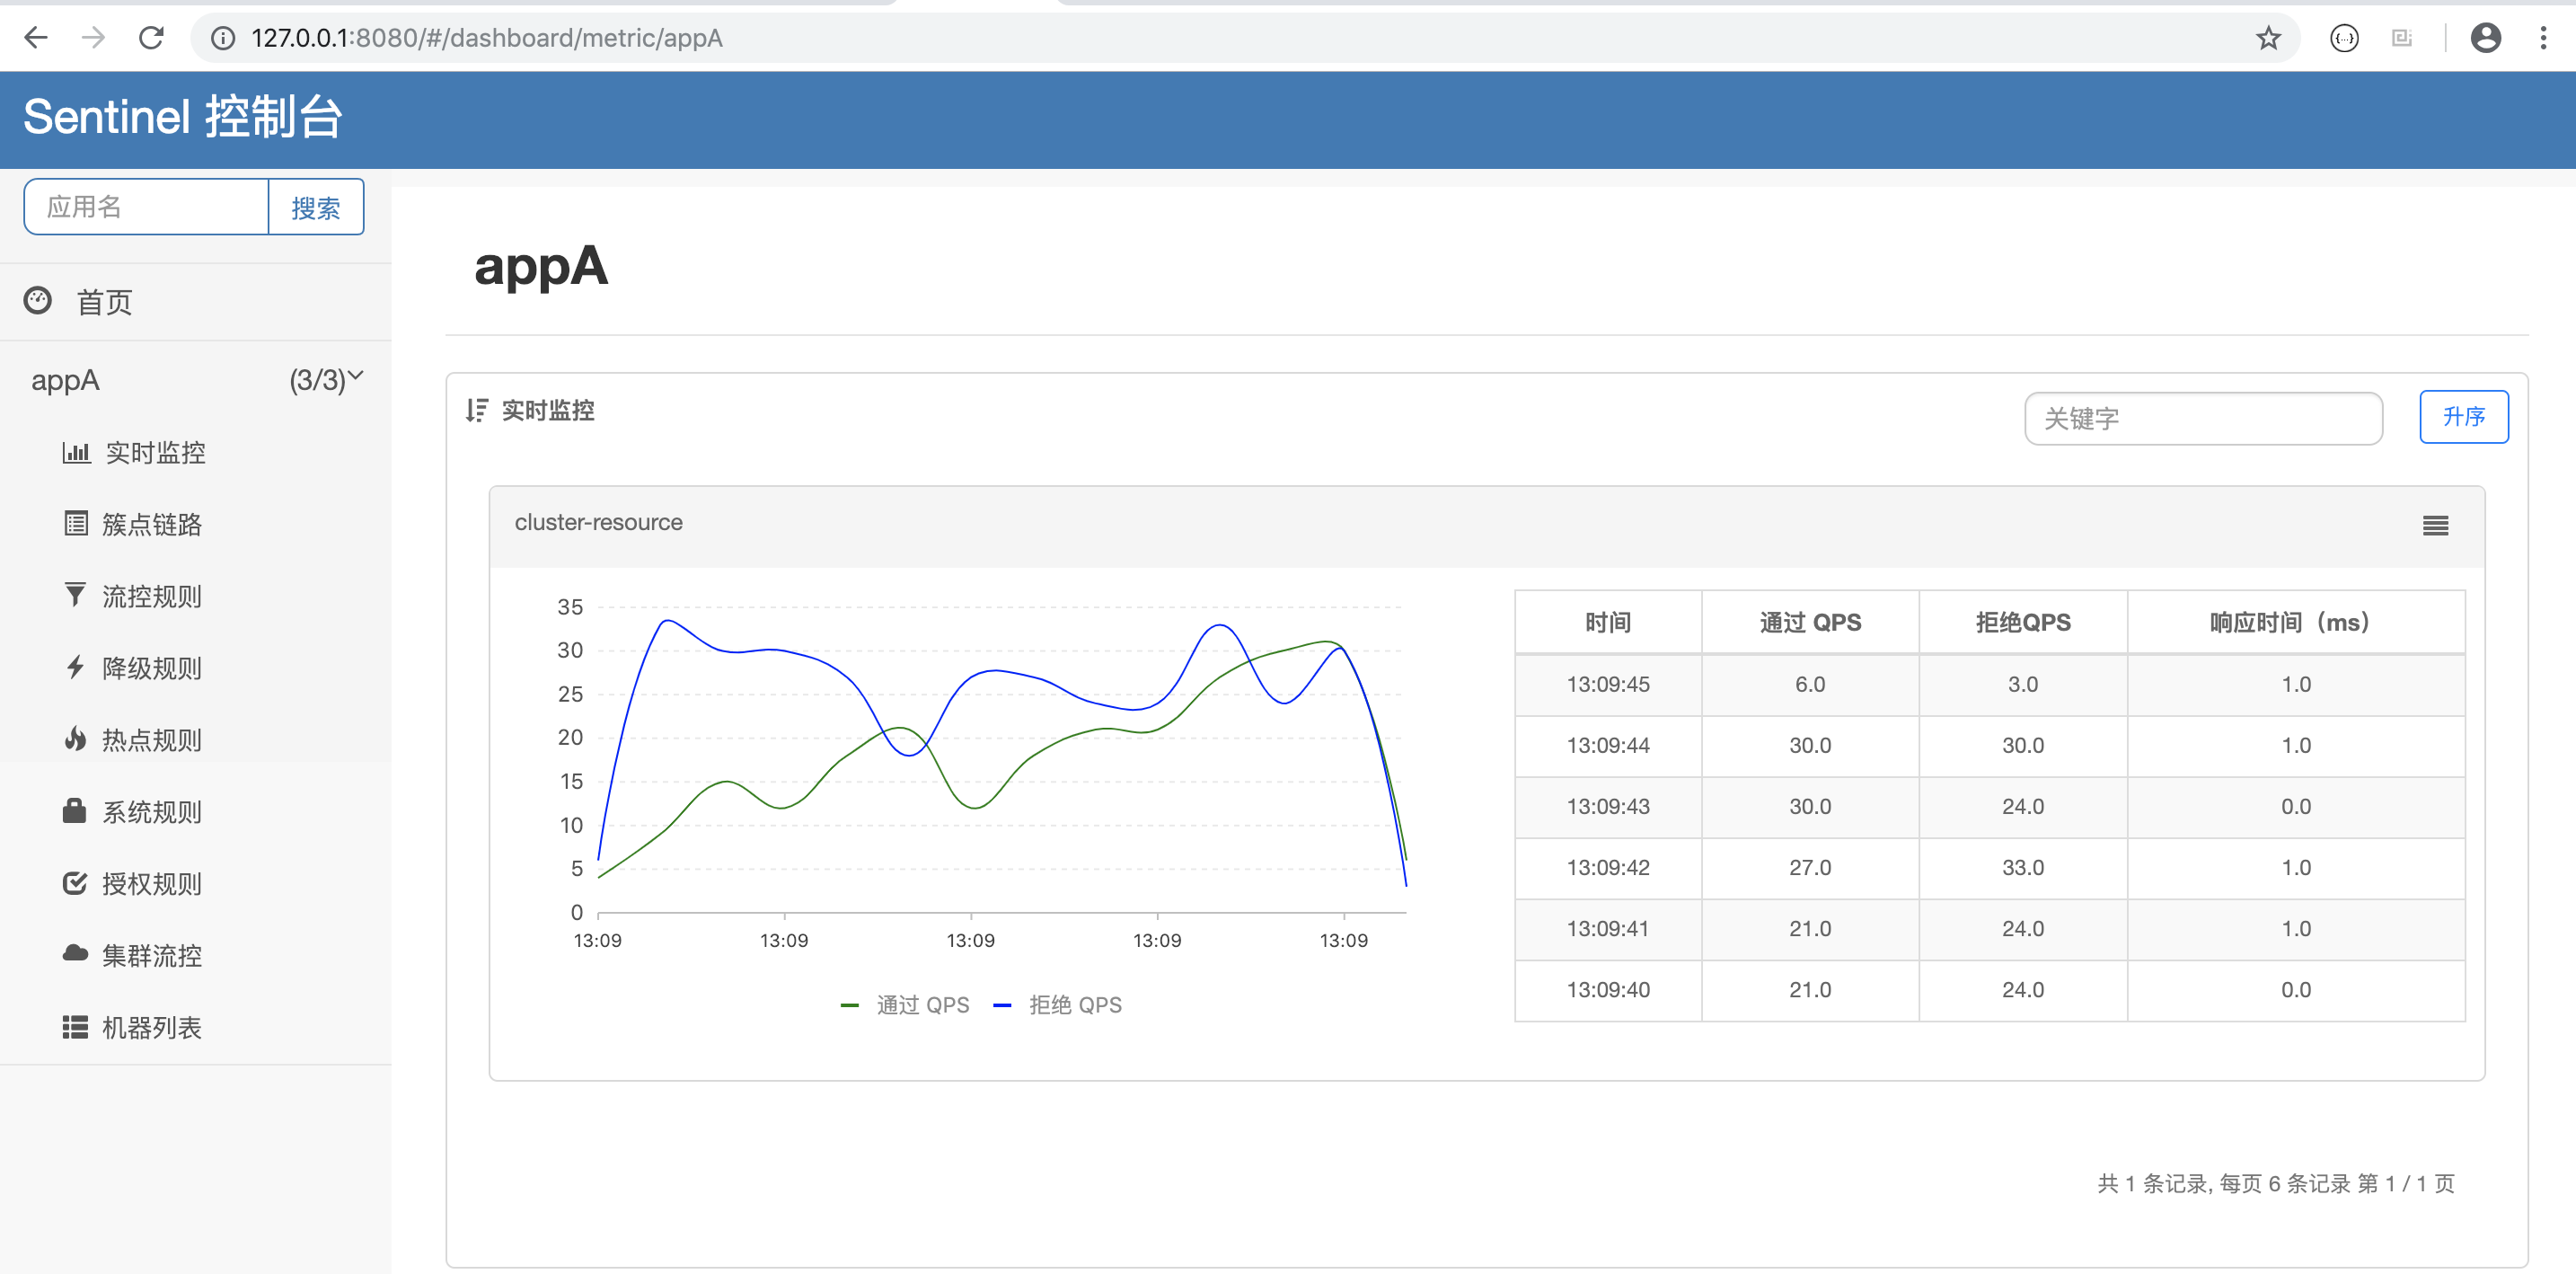 127.0.0.1:8080/#/dashboard/metric/appA
Sentinel 控制台
应用名 搜索
首页
appA (3/3)
实时监控
簇点链路
流控规则
降级规则
热点规则
系统规则
授权规则
集群流控
机器列表
appA
实时监控 关键字 升序
cluster-resource
35
30
25
20
15
10
5
0
13:09 13:09 13:09 13:09 13:09
通过 QPS 拒绝 QPS
时间 通过 QPS 拒绝QPS 响应时间（ms）
13:09:45 6.0 3.0 1.0
13:09:44 30.0 30.0 1.0
13:09:43 30.0 24.0 0.0
13:09:42 27.0 33.0 1.0
13:09:41 21.0 24.0 1.0
13:09:40 21.0 24.0 0.0
共 1 条记录, 每页 6 条记录 第 1 / 1 页